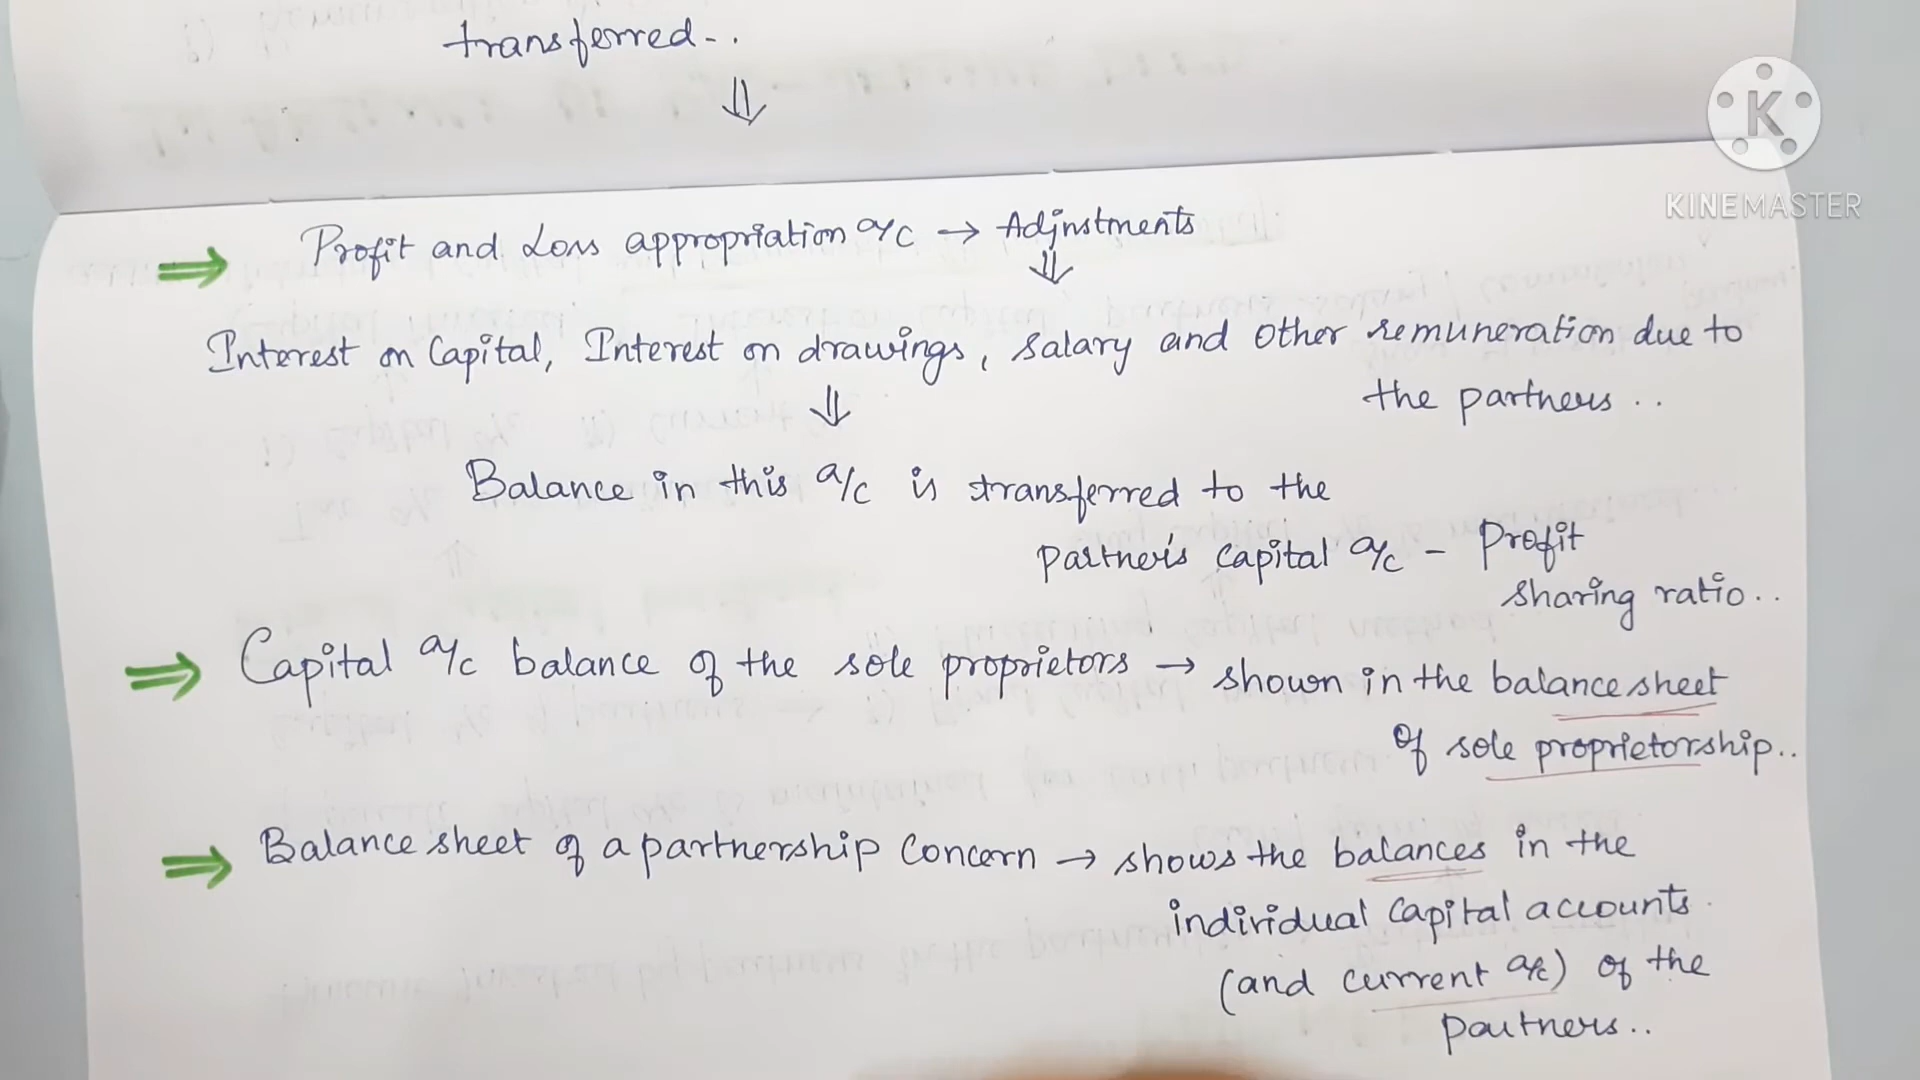 transferred..
⇓
K
KINEMASTER
⇒ Profit and Loss appropriation a/c → Adjustments
⇓
Interest on Capital, Interest on drawings, salary and other remuneration due to
the partners..
⇓
Balance in this a/c is transferred to the
Partner's capital a/c - Profit
sharing ratio..
⇒ Capital a/c balance of the sole proprietors → shown in the balance sheet
of sole proprietorship..
⇒ Balance sheet of a partnership concern → shows the balances in the
individual capital accounts
(and current a/c) of the
partners..